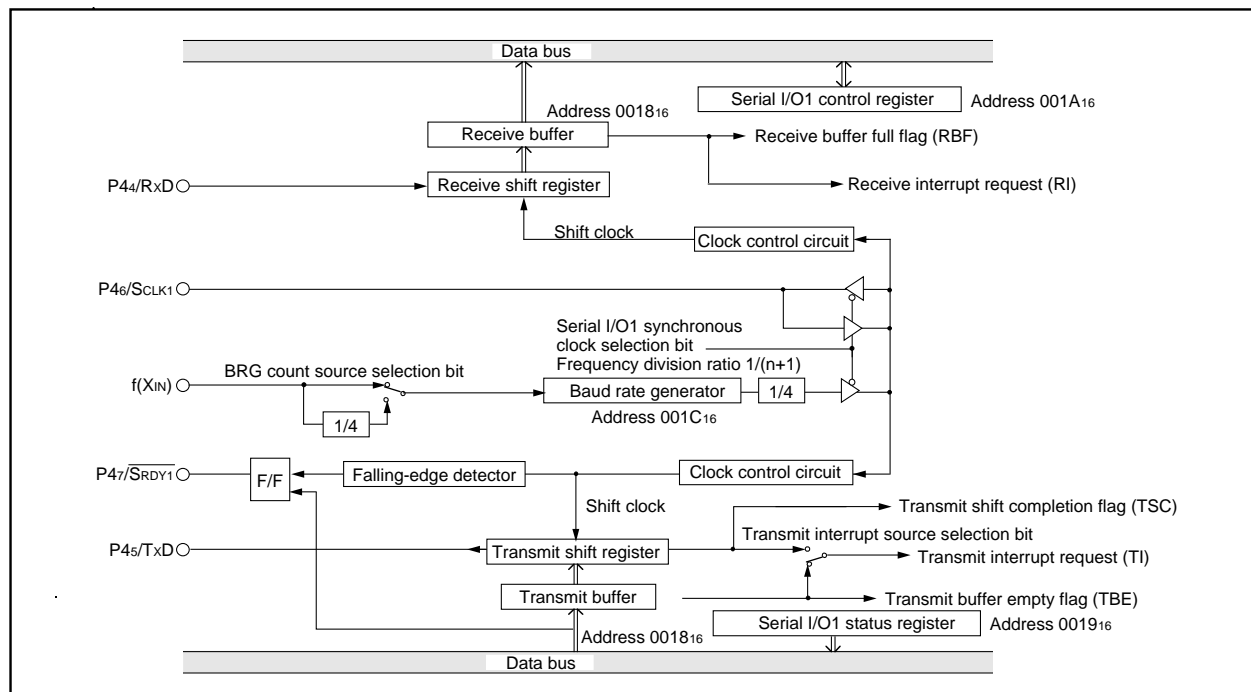 Data bus
Serial I/O1 control register
Address 001A16
Address 001816
Receive buffer
Receive buffer full flag (RBF)
P44/RXD
Receive shift register
Receive interrupt request (RI)
Shift clock
Clock control circuit
P46/SCLK1
Serial I/O1 synchronous
clock selection bit
Frequency division ratio 1/(n+1)
BRG count source selection bit
f(XIN)
Baud rate generator
1/4
Address 001C16
1/4
P47/SRDY1
F/F
Falling-edge detector
Clock control circuit
Shift clock
Transmit shift completion flag (TSC)
Transmit interrupt source selection bit
P45/TXD
Transmit shift register
Transmit interrupt request (TI)
Transmit buffer
Transmit buffer empty flag (TBE)
Address 001816
Serial I/O1 status register
Address 001916
Data bus